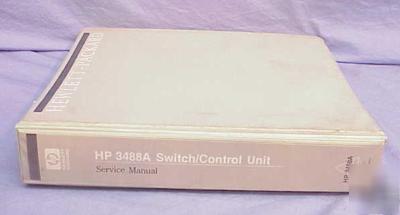 HEWLETT-PACKARD
HP 3488A Switch/Control Unit
Service Manual
HP 3488A